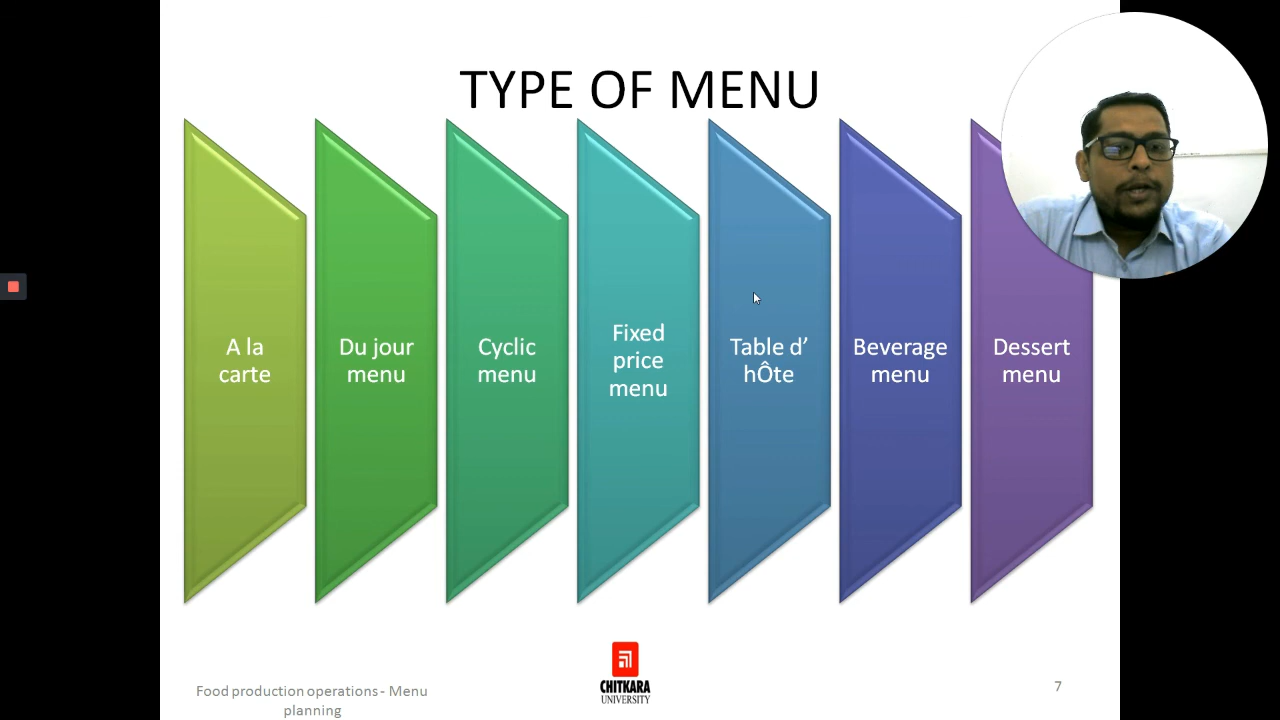 TYPE OF MENU
A la
carte
Du jour
menu
Cyclic
menu
Fixed
price
menu
Table d’
hÔte
Beverage
menu
Dessert
menu
Food production operations - Menu
planning
CHITKARA
UNIVERSITY
7